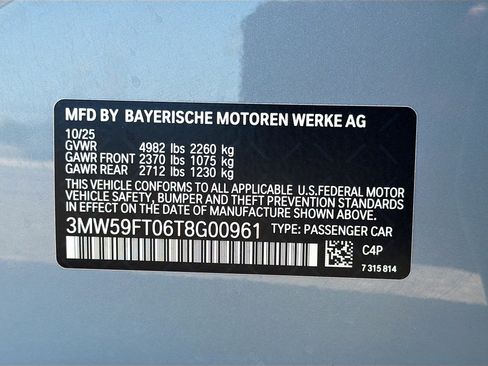 MFD BY BAYERISCHE MOTOREN WERKE AG
10/25
GVWR 4982 lbs 2260 kg
GAWR FRONT 2370 lbs 1075 kg
GAWR REAR 2712 lbs 1230 kg
THIS VEHICLE CONFORMS TO ALL APPLICABLE U.S.FEDERAL MOTOR
VEHICLE SAFETY, BUMPER AND THEFT PREVENTION STANDARDS
IN EFFECT ON THE DATE OF MANUFACTURE SHOWN ABOVE.
3MW59FT06T8G00961 TYPE: PASSENGER CAR
C4P
7 315 814